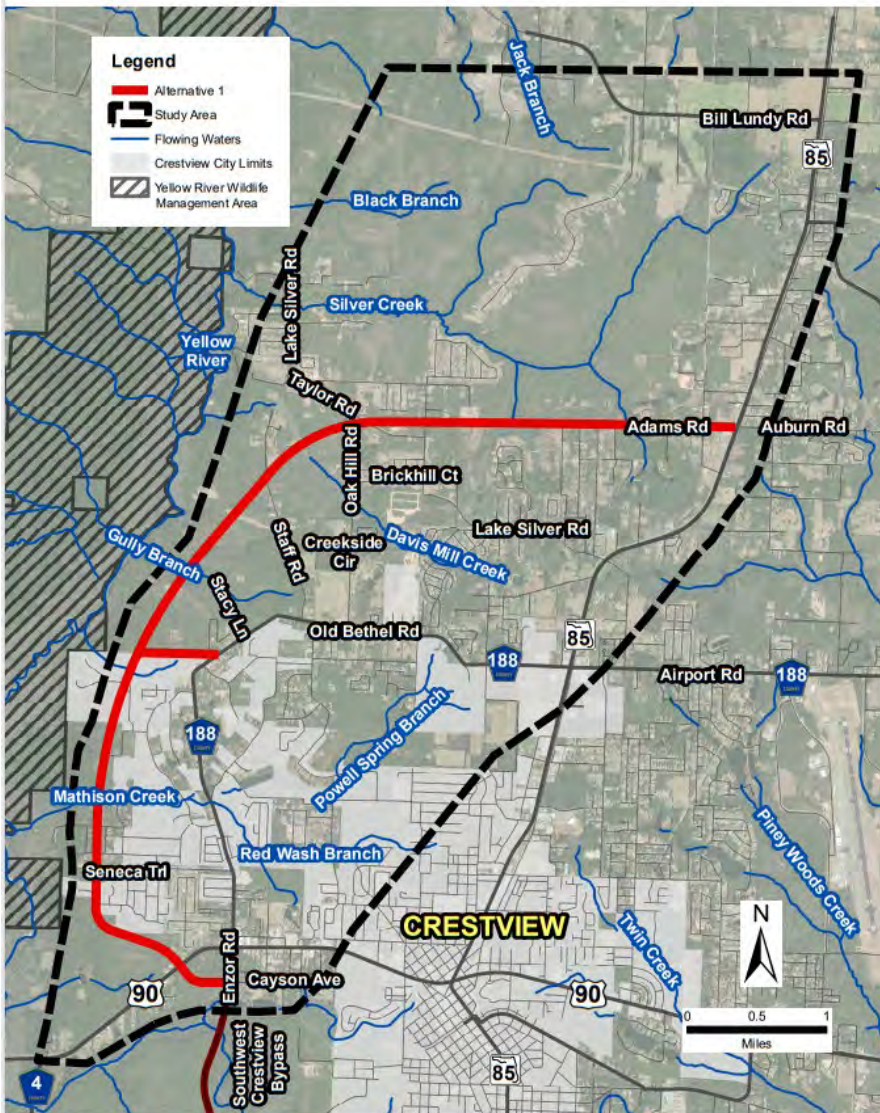 Legend
Alternative 1
Study Area
Flowing Waters
Crestview City Limits
Yellow River Wildlife
Management Area
Jack Branch
Bill Lundy Rd
85
Black Branch
Lake Silver Rd
Silver Creek
Yellow
River
Taylor Rd
Oak Hill Rd
Adams Rd
Auburn Rd
Brickhill Ct
Lake Silver Rd
Gully Branch
Staff Rd
Creekside
Cir
Davis Mill Creek
Stacy Ln
Old Bethel Rd
85
188
Airport Rd
188
188
Powell Spring Branch
Mathison Creek
Piney Woods Creek
Red Wash Branch
Seneca Trl
CRESTVIEW
Twin Creek
N
Enzor Rd
90
Cayson Ave
90
0 0.5 1
Miles
Southwest
Crestview
Bypass
4
85